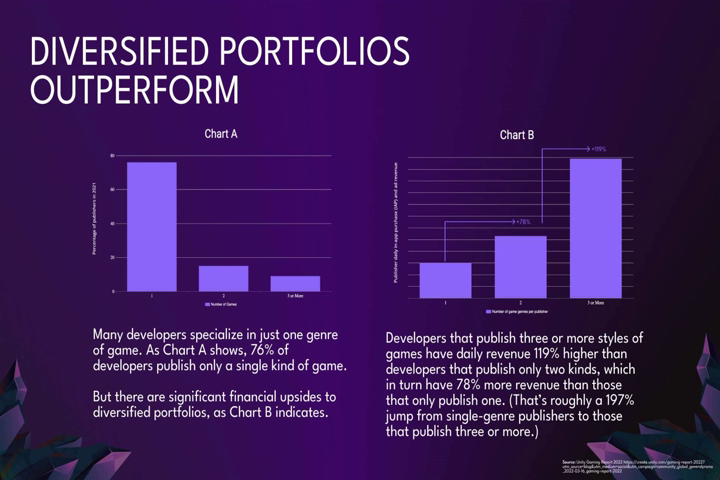 DIVERSIFIED PORTFOLIOS
OUTPERFORM
Chart A
Percentage of publishers in 2021
80
60
40
20
0
1
2
3 or More
Number of Games
Many developers specialize in just one genre
of game. As Chart A shows, 76% of
developers publish only a single kind of game.
But there are significant financial upsides to
diversified portfolios, as Chart B indicates.
Chart B
Publisher daily in-app purchase (IAP) and ad revenue
+78%
+119%
1
2
3 or More
Number of game genres per publisher
Developers that publish three or more styles of
games have daily revenue 119% higher than
developers that publish only two kinds, which
in turn have 78% more revenue than those
that only publish one. (That's roughly a 197%
jump from single-genre publishers to those
that publish three or more.)
Source: Unity Gaming Report 2022